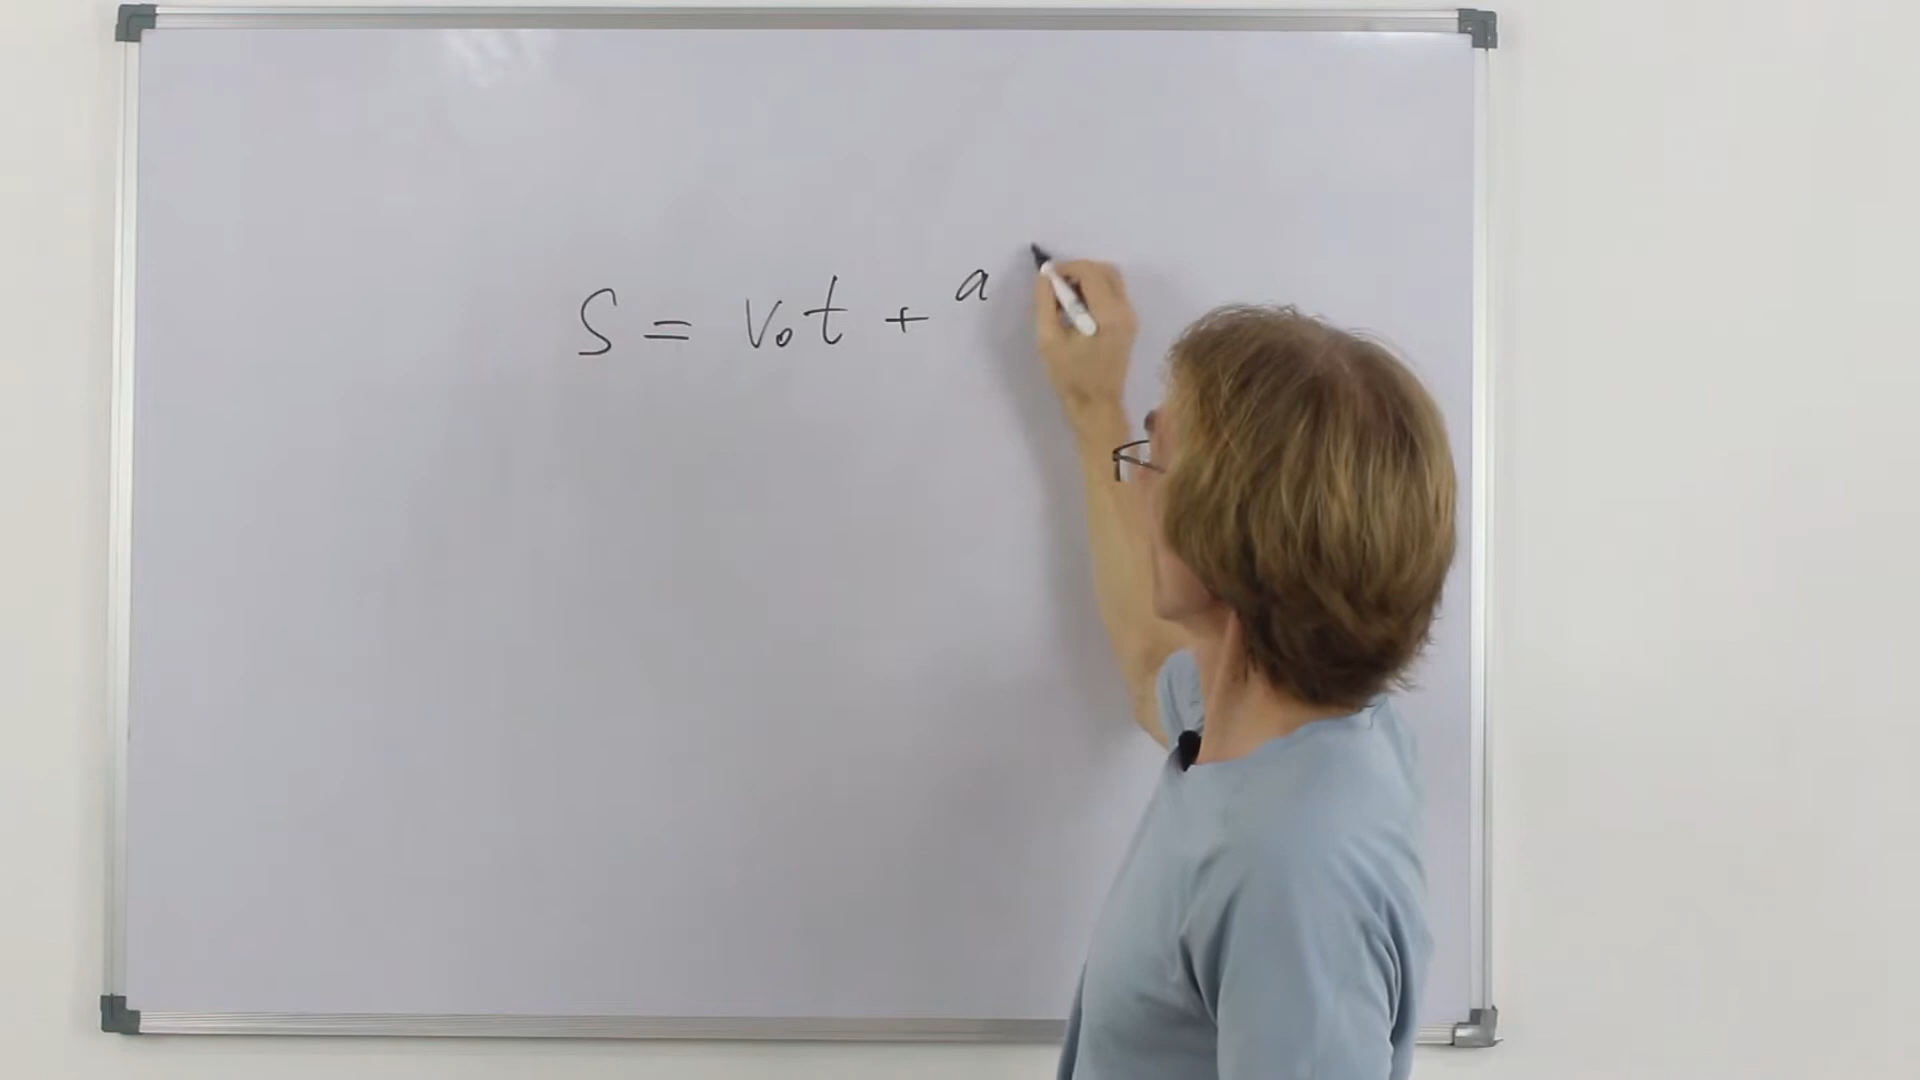 S = v₀t + a